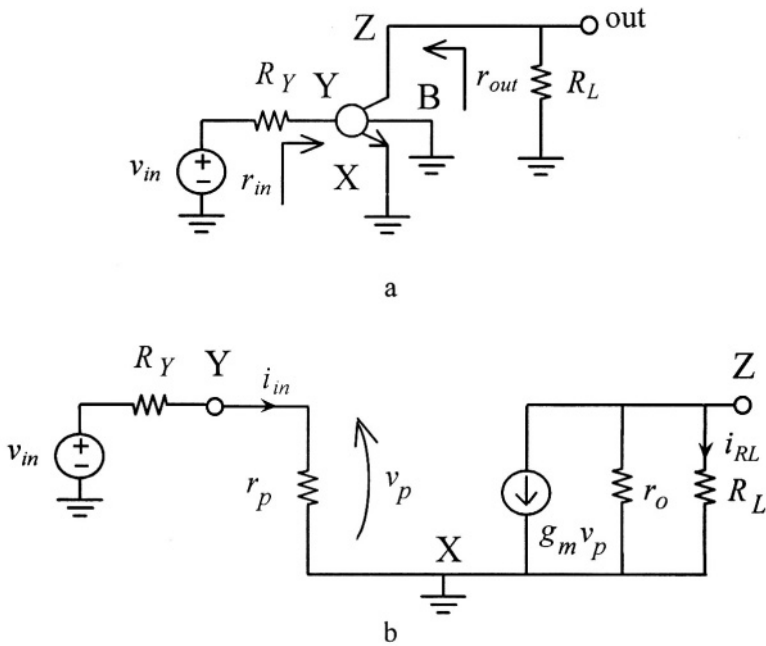 Z
out
R_Y
Y
B
r_out
R_L
v_in
+
−
r_in
X
a
R_Y
Y
i_in
Z
v_in
+
−
r_p
v_p
i_RL
r_o
R_L
g_m v_p
X
b